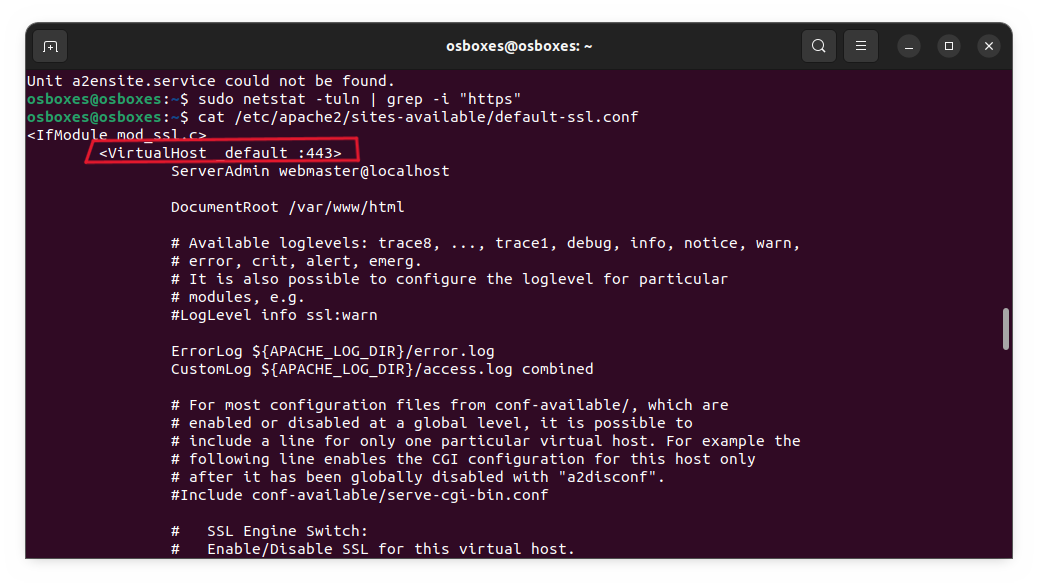 osboxes@osboxes: ~
Unit a2ensite.service could not be found.
osboxes@osboxes:~$ sudo netstat -tuln | grep -i "https"
osboxes@osboxes:~$ cat /etc/apache2/sites-available/default-ssl.conf
<IfModule mod_ssl.c>
<VirtualHost _default_:443>
ServerAdmin webmaster@localhost
DocumentRoot /var/www/html
# Available loglevels: trace8, ..., trace1, debug, info, notice, warn,
# error, crit, alert, emerg.
# It is also possible to configure the loglevel for particular
# modules, e.g.
#LogLevel info ssl:warn
ErrorLog ${APACHE_LOG_DIR}/error.log
CustomLog ${APACHE_LOG_DIR}/access.log combined
# For most configuration files from conf-available/, which are
# enabled or disabled at a global level, it is possible to
# include a line for only one particular virtual host. For example the
# following line enables the CGI configuration for this host only
# after it has been globally disabled with "a2disconf".
#Include conf-available/serve-cgi-bin.conf
#   SSL Engine Switch:
#   Enable/Disable SSL for this virtual host.